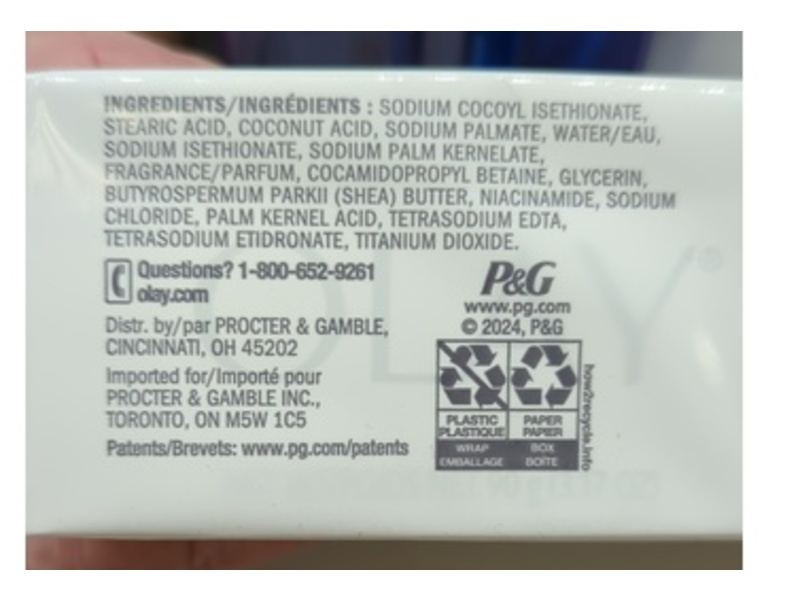 INGREDIENTS/INGRÉDIENTS : SODIUM COCOYL ISETHIONATE,
STEARIC ACID, COCONUT ACID, SODIUM PALMATE, WATER/EAU,
SODIUM ISETHIONATE, SODIUM PALM KERNELATE,
FRAGRANCE/PARFUM, COCAMIDOPROPYL BETAINE, GLYCERIN,
BUTYROSPERMUM PARKII (SHEA) BUTTER, NIACINAMIDE, SODIUM
CHLORIDE, PALM KERNEL ACID, TETRASODIUM EDTA,
TETRASODIUM ETIDRONATE, TITANIUM DIOXIDE.
Questions? 1-800-652-9261
olay.com
Distr. by/par PROCTER & GAMBLE,
CINCINNATI, OH 45202
Imported for/Importé pour
PROCTER & GAMBLE INC.,
TORONTO, ON M5W 1C5
Patents/Brevets: www.pg.com/patents
P&G
www.pg.com
© 2024, P&G
PLASTIC PAPER
PLASTIQUE PAPIER
WRAP BOX
EMBALLAGE BOÎTE
how2recycle.info
OLAY®